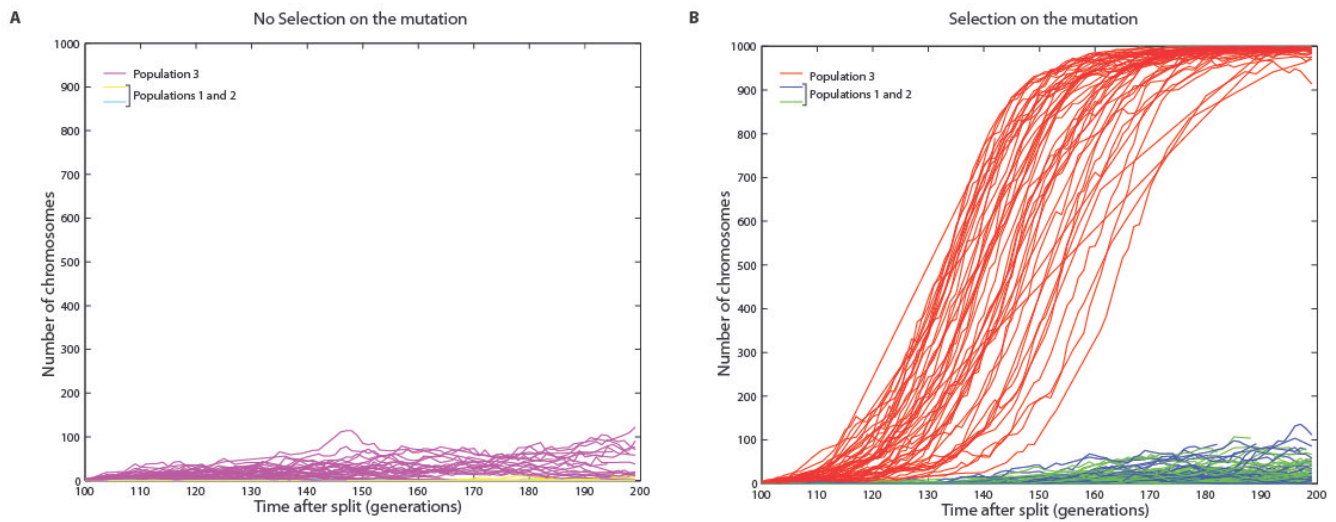 A
No Selection on the mutation
1000
900
800
700
600
500
400
300
200
100
0
Number of chromosomes
Population 3
Populations 1 and 2
100 110 120 130 140 150 160 170 180 190 200
Time after split (generations)
B
Selection on the mutation
1000
900
800
700
600
500
400
300
200
100
0
Number of chromosomes
Population 3
Populations 1 and 2
100 110 120 130 140 150 160 170 180 190 200
Time after split (generations)